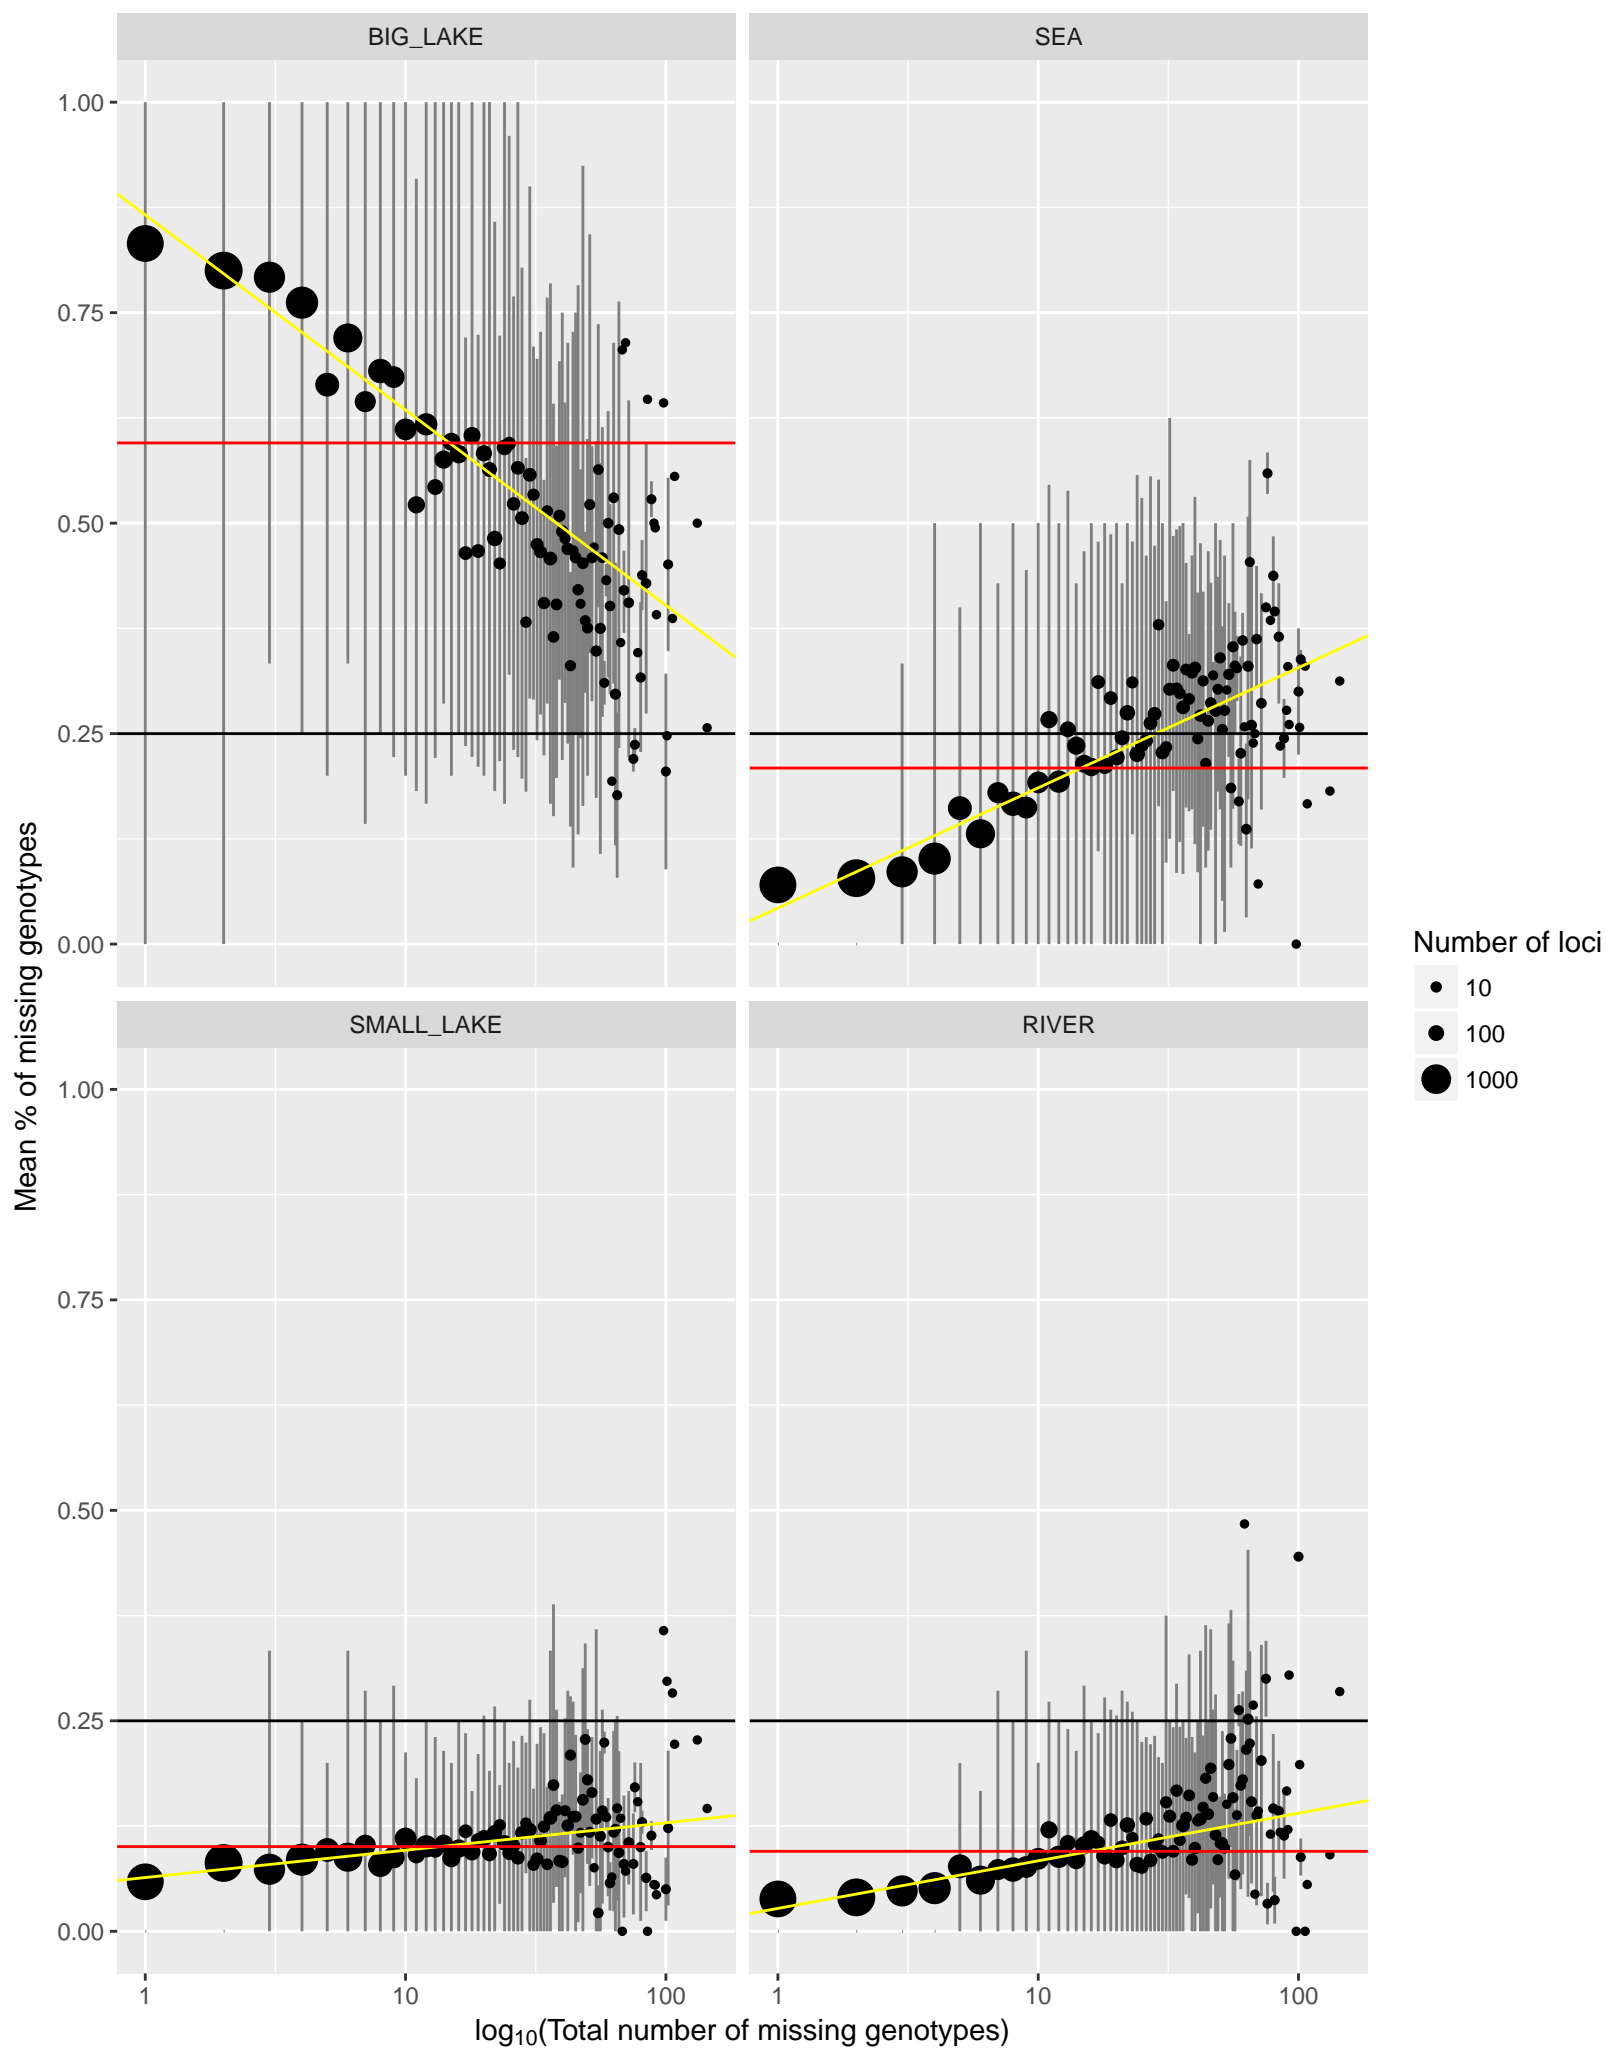 BIG_LAKE
SEA
1.00
0.75
0.50
0.25
0.00
SMALL_LAKE
RIVER
1.00
0.75
0.50
0.25
0.00
1
10
100
1
10
100
log10(Total number of missing genotypes)
Mean % of missing genotypes
Number of loci
10
100
1000